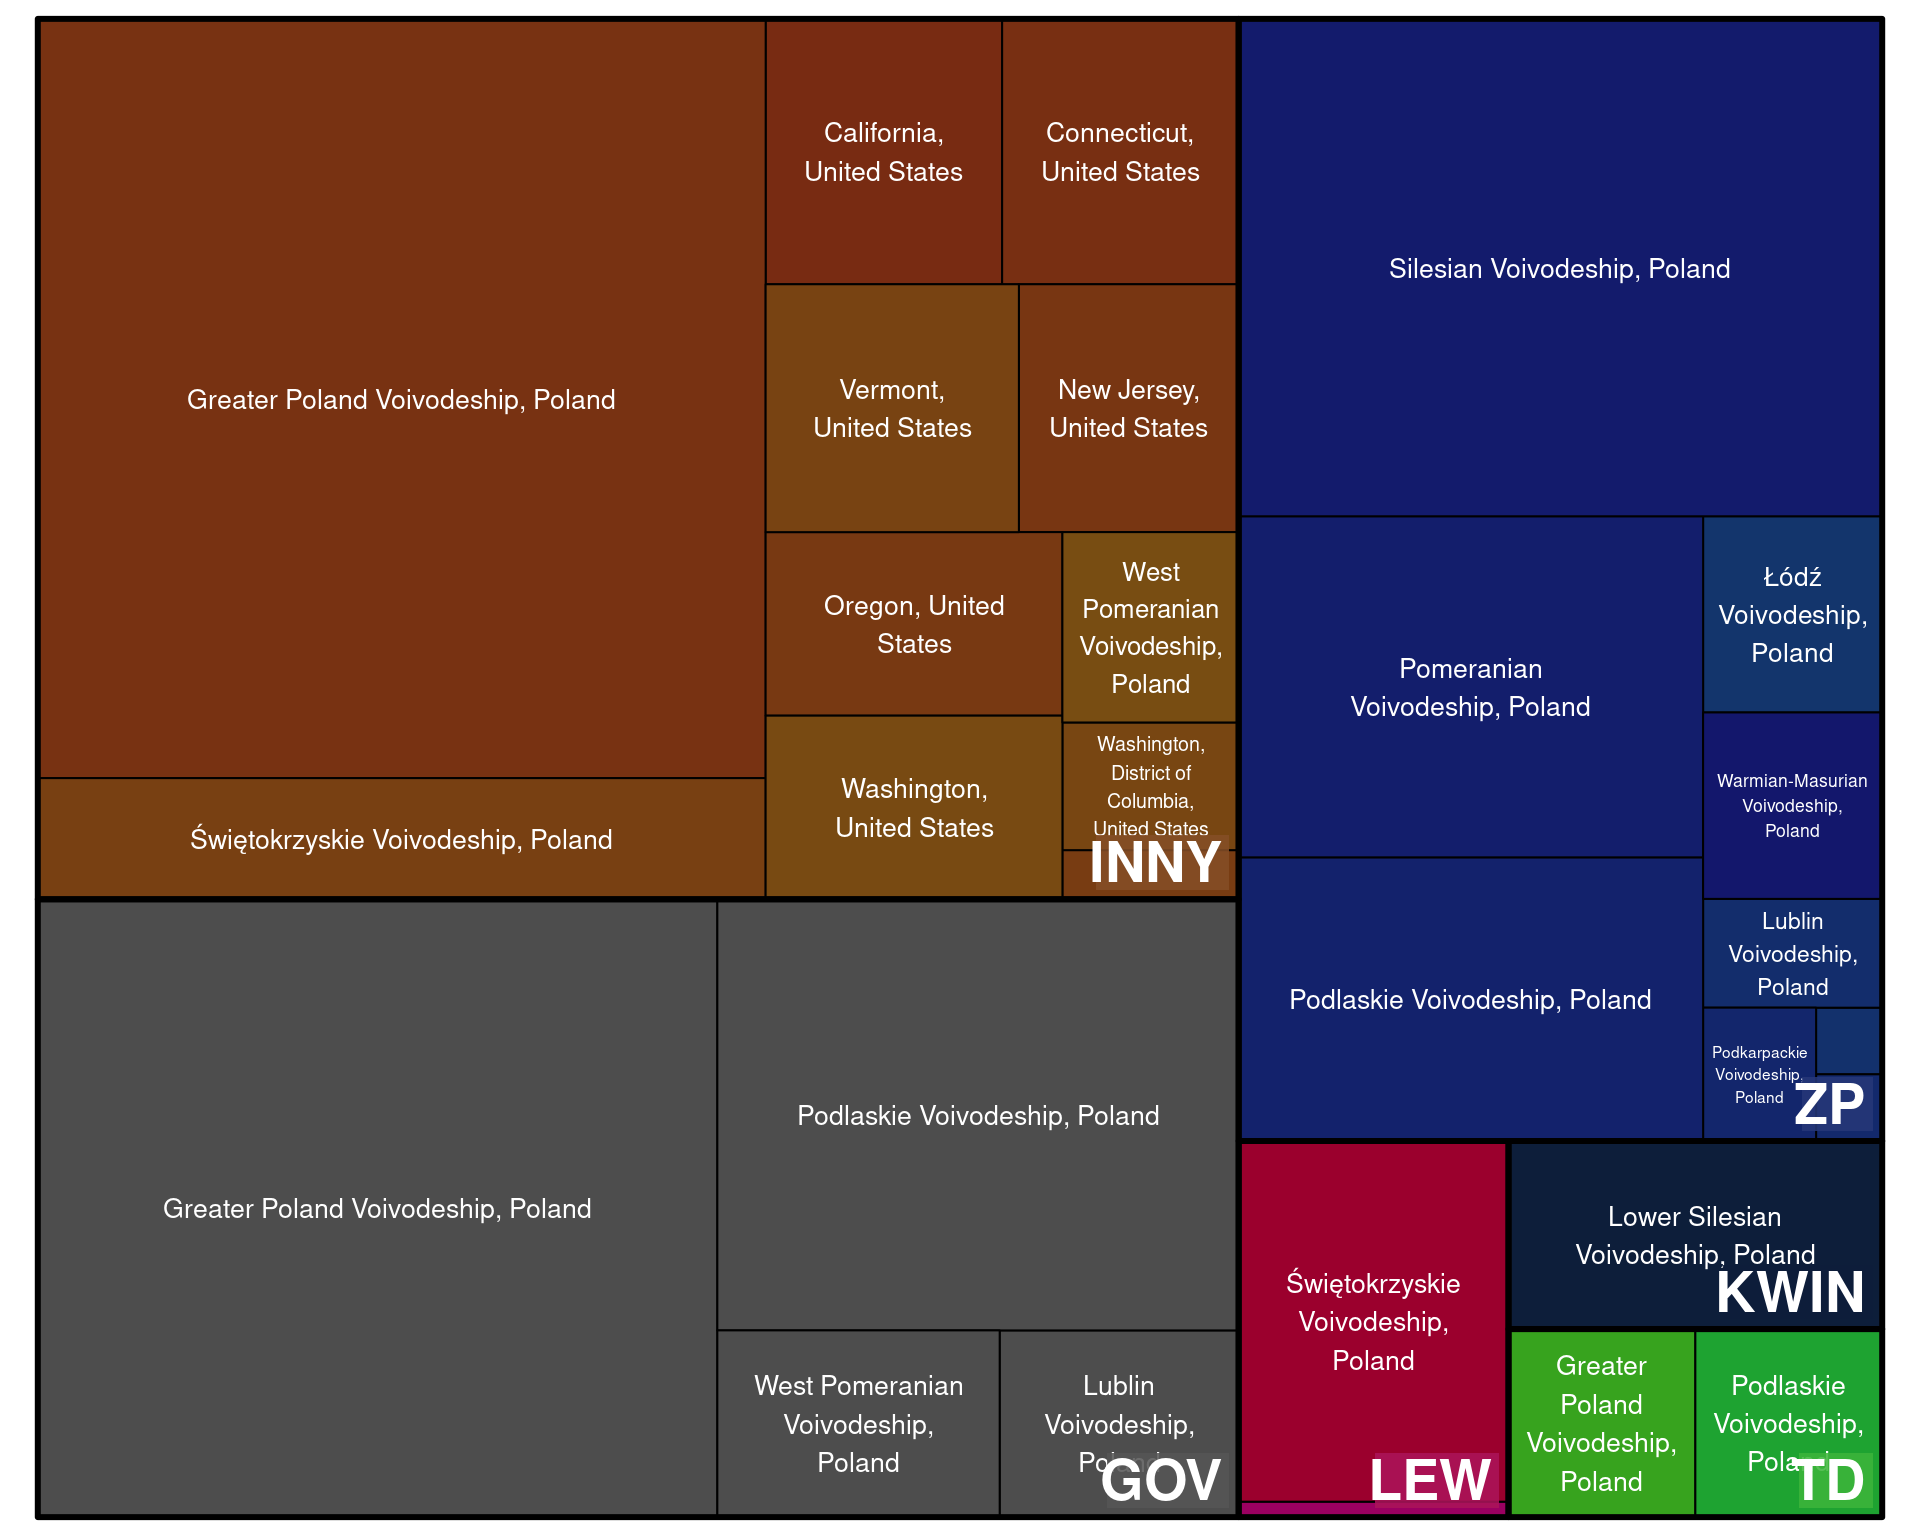 Greater Poland Voivodeship, Poland
Świętokrzyskie Voivodeship, Poland
California,
United States
Connecticut,
United States
Vermont,
United States
New Jersey,
United States
Oregon, United
States
West
Pomeranian
Voivodeship,
Poland
Washington,
United States
Washington,
District of
Columbia,
United States
INNY
Silesian Voivodeship, Poland
Pomeranian
Voivodeship, Poland
Łódź
Voivodeship,
Poland
Warmian-Masurian
Voivodeship,
Poland
Podlaskie Voivodeship, Poland
Lublin
Voivodeship,
Poland
Podkarpackie
Voivodeship,
Poland
ZP
Greater Poland Voivodeship, Poland
Podlaskie Voivodeship, Poland
West Pomeranian
Voivodeship,
Poland
Lublin
Voivodeship,
Poland
GOV
Świętokrzyskie
Voivodeship,
Poland
LEW
Lower Silesian
Voivodeship, Poland
KWIN
Greater
Poland
Voivodeship,
Poland
Podlaskie
Voivodeship,
Poland
TD